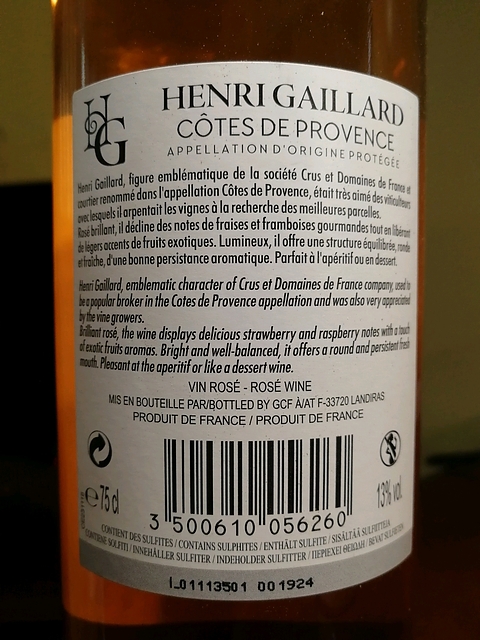 HG
HENRI GAILLARD
CÔTES DE PROVENCE
APPELLATION D'ORIGINE PROTÉGÉE
Henri Gaillard, figure emblématique de la société Crus et Domaines de France et
courtier renommé dans l'appellation Côtes de Provence, était très aimé des viticulteurs
avec lesquels il arpentait les vignes à la recherche des meilleures parcelles.
Rosé brillant, il décline des notes de fraises et framboises gourmandes tout en libérant
de légers accents de fruits exotiques. Lumineux, il offre une structure équilibrée, ronde
et fraîche, d'une bonne persistance aromatique. Parfait à l'apéritif ou en dessert.
Henri Gaillard, emblematic character of Crus et Domaines de France company, used to
be a popular broker in the Cotes de Provence appellation and was also very appreciated
by the vine growers.
Brilliant rosé, the wine displays delicious strawberry and raspberry notes with a touch
of exotic fruits aromas. Bright and well-balanced, it offers a round and persistent fresh
mouth. Pleasant at the aperitif or like a dessert wine.
VIN ROSÉ - ROSÉ WINE
MIS EN BOUTEILLE PAR/BOTTLED BY GCF À/AT F-33720 LANDIRAS
PRODUIT DE FRANCE / PRODUCT OF FRANCE
℮ 75 cl
13% vol.
3 500610 056260
CONTIENT DES SULFITES / CONTAINS SULPHITES / ENTHÄLT SULFITE / SISÄLTÄÄ SULFIITTEJA
CONTIENE SOLFITI / INNEHÅLLER SULFITER / INDEHOLDER SULFITTER / ΠΕΡΙΕΧΕΙ ΘΕΙΩΔΗ / BEVAT SULFIETEN
L01113501 001924